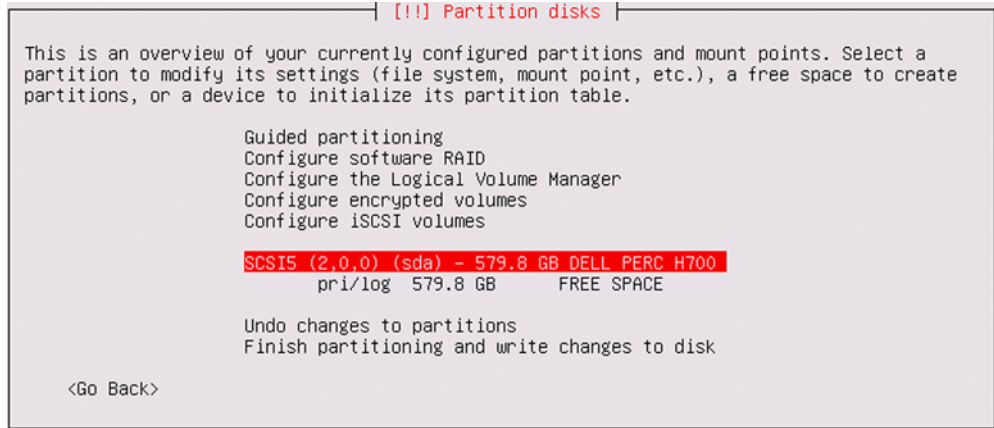 [!!] Partition disks
This is an overview of your currently configured partitions and mount points. Select a
partition to modify its settings (file system, mount point, etc.), a free space to create
partitions, or a device to initialize its partition table.
Guided partitioning
Configure software RAID
Configure the Logical Volume Manager
Configure encrypted volumes
Configure iSCSI volumes
SCSI5 (2,0,0) (sda) - 579.8 GB DELL PERC H700
pri/log 579.8 GB FREE SPACE
Undo changes to partitions
Finish partitioning and write changes to disk
<Go Back>